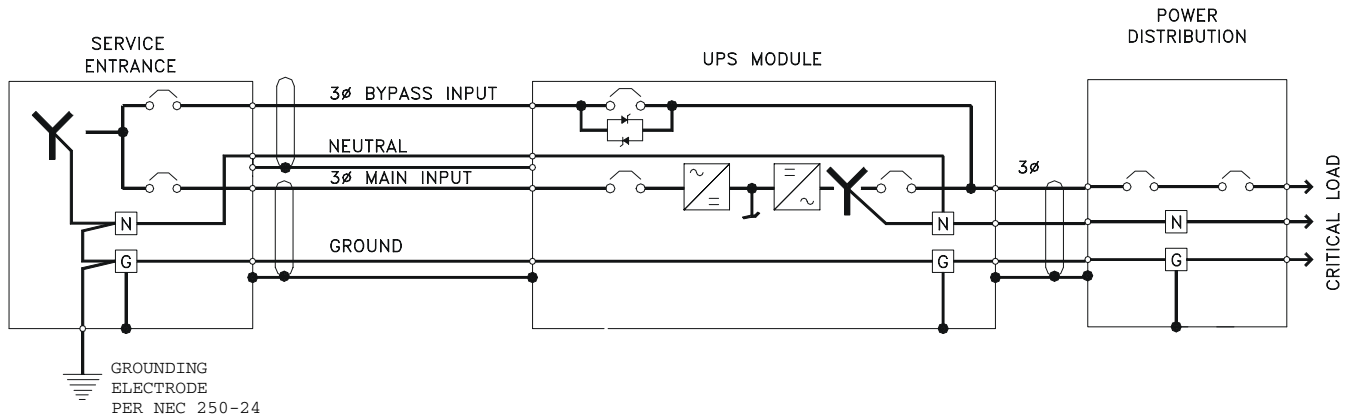 POWER
DISTRIBUTION
SERVICE
ENTRANCE
UPS MODULE
3ø BYPASS INPUT
NEUTRAL
3ø MAIN INPUT
3ø
N
N
N
GROUND
G
G
G
CRITICAL LOAD
GROUNDING
ELECTRODE
PER NEC 250-24